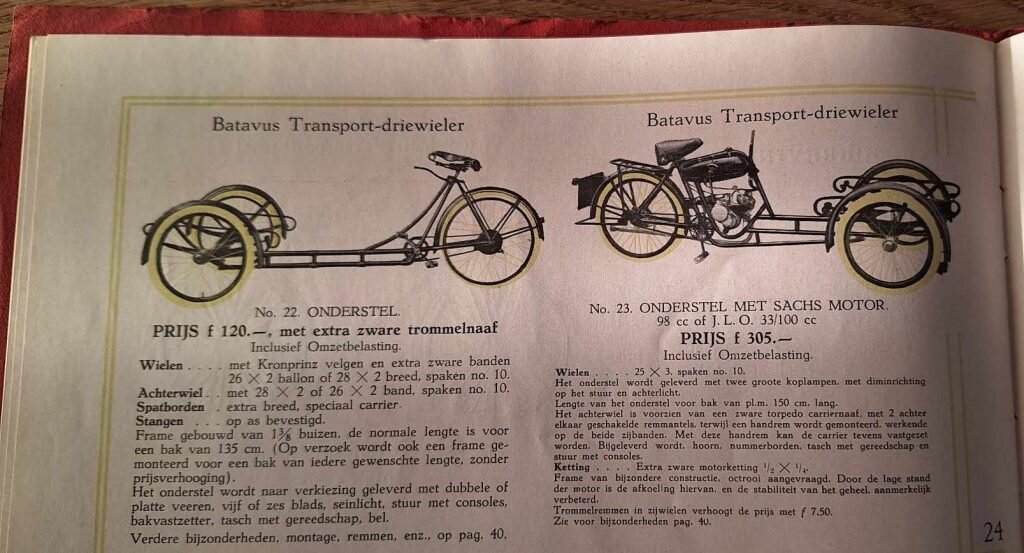 Batavus Transport-driewieler
No. 22. ONDERSTEL.
PRIJS f 120.—, met extra zware trommelnaaf
Inclusief Omzetbelasting.
Wielen . . . . met Kronprinz velgen en extra zware banden
26 × 2 ballon of 28 × 2 breed, spaken no. 10.
Achterwiel . . met 28 × 2 of 26 × 2 band, spaken no. 10.
Spatborden . extra breed, speciaal carrier.
Stangen . . . op as bevestigd.
Frame gebouwd van 1⅜ buizen, de normale lengte is voor
een bak van 135 cm. (Op verzoek wordt ook een frame ge-
monteerd voor een bak van iedere gewenschte lengte, zonder
prijsverhooging).
Het onderstel wordt naar verkiezing geleverd met dubbele of
platte veeren, vijf of zes blads, seinlicht, stuur met consoles,
bakvastzetter, tasch met gereedschap, bel.
Verdere bijzonderheden, montage, remmen, enz., op pag. 40.
Batavus Transport-driewieler
No. 23. ONDERSTEL MET SACHS MOTOR.
98 cc of J. L. O. 33/100 cc
PRIJS f 305.—
Inclusief Omzetbelasting.
Wielen . . . . 25 × 3, spaken no. 10.
Het onderstel wordt geleverd met twee groote koplampen, met diminrichting
op het stuur en achterlicht.
Lengte van het onderstel voor bak van pl.m. 150 cm. lang.
Het achterwiel is voorzien van een zware torpedo carriernaaf, met 2 achter
elkaar geschakelde remmantels, terwijl een handrem wordt gemonteerd, werkende
op de beide zijbanden. Met deze handrem kan de carrier tevens vastgezet
worden. Bijgeleverd wordt, hoorn, nummerborden, tasch met gereedschap en
stuur met consoles.
Ketting . . . . Extra zware motorketting ½ × ¼.
Frame van bijzondere constructie, octrooi aangevraagd. Door de lage stand
der motor is de afkoeling hiervan, en de stabiliteit van het geheel, aanmerkelijk
verbeterd.
Trommelremmen in zijwielen verhoogt de prijs met f 7.50.
Zie voor bijzonderheden pag. 40.
24